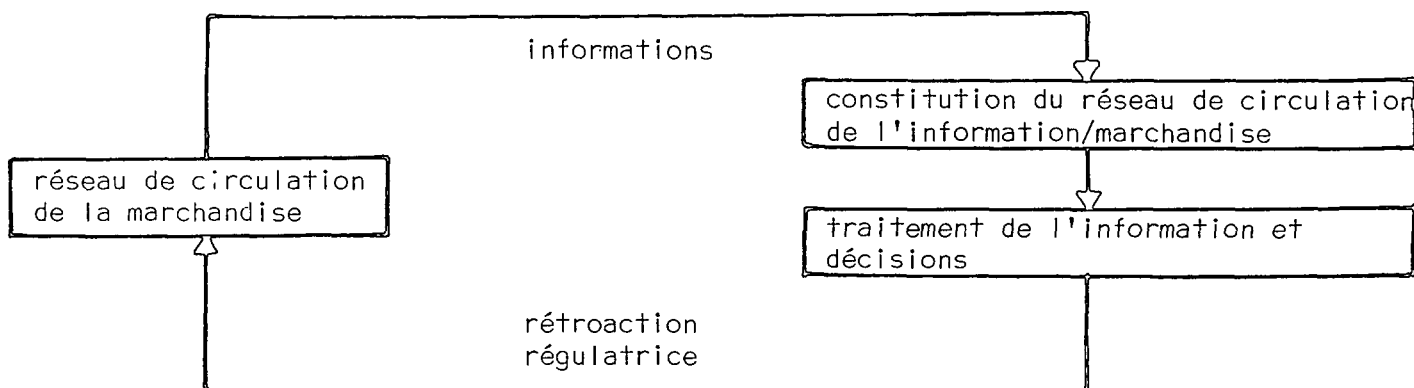 informations
constitution du réseau de circulation
de l'information/marchandise
réseau de circulation
de la marchandise
traitement de l'information et
décisions
rétroaction
régulatrice